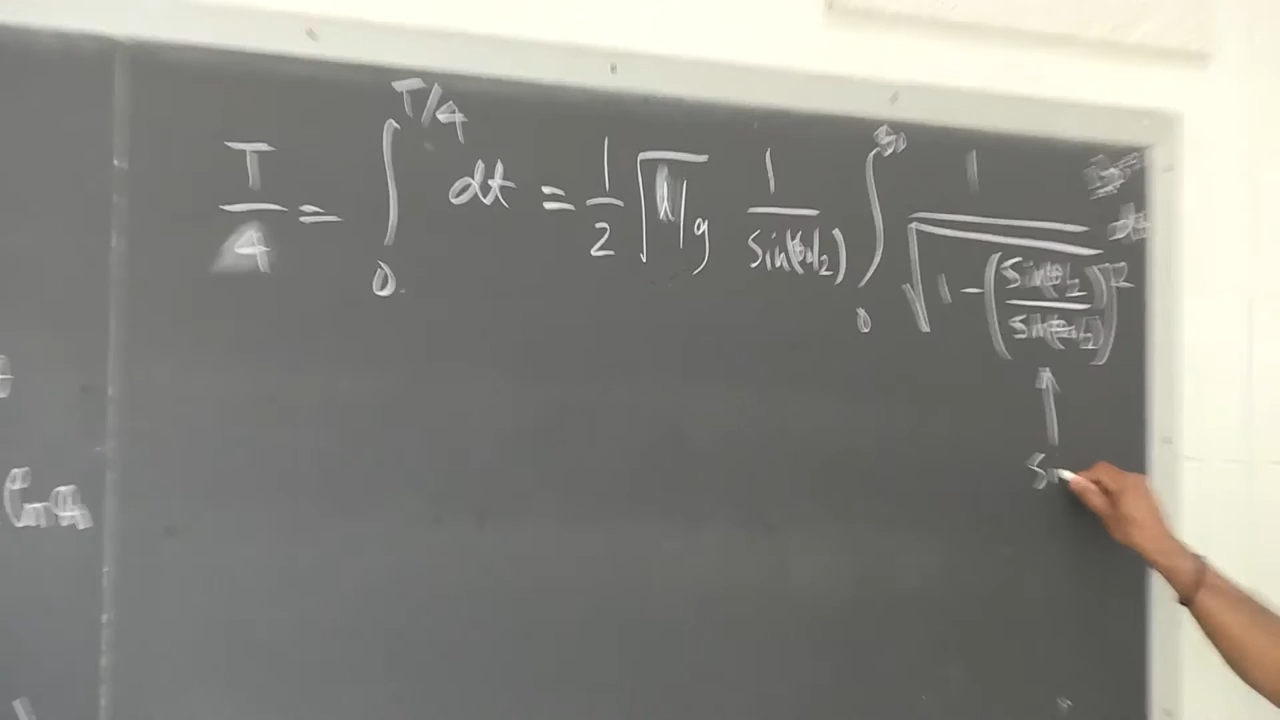 T/4 = ∫₀^{T/4} dt = 1/2 √(l/g) 1/sin(θ₀/2) ∫₀^{θ₀} 1/√(1-(sin(θ/2)/sin(θ₀/2))²)
↑